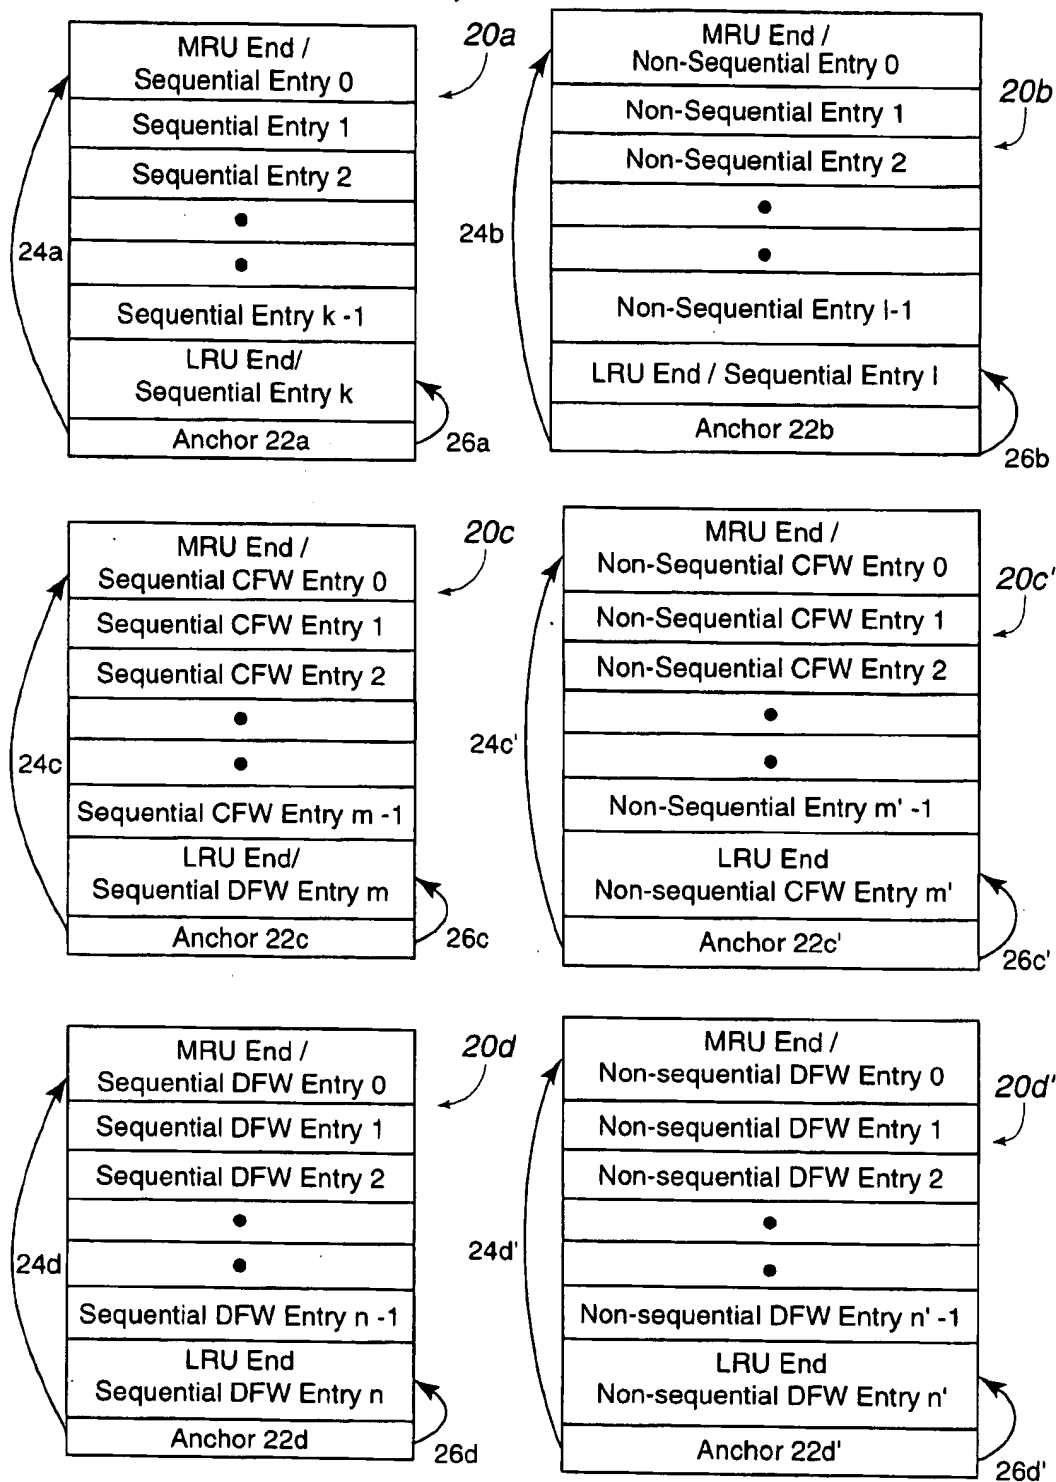 20a
MRU End /
Sequential Entry 0
Sequential Entry 1
Sequential Entry 2
24a
Sequential Entry k -1
LRU End/
Sequential Entry k
Anchor 22a
26a
20b
MRU End /
Non-Sequential Entry 0
Non-Sequential Entry 1
Non-Sequential Entry 2
24b
Non-Sequential Entry l-1
LRU End / Sequential Entry l
Anchor 22b
26b
20c
MRU End /
Sequential CFW Entry 0
Sequential CFW Entry 1
Sequential CFW Entry 2
24c
Sequential CFW Entry m -1
LRU End/
Sequential DFW Entry m
Anchor 22c
26c
20c'
MRU End /
Non-Sequential CFW Entry 0
Non-Sequential CFW Entry 1
Non-Sequential CFW Entry 2
24c'
Non-Sequential Entry m' -1
LRU End
Non-sequential CFW Entry m'
Anchor 22c'
26c'
20d
MRU End /
Sequential DFW Entry 0
Sequential DFW Entry 1
Sequential DFW Entry 2
24d
Sequential DFW Entry n -1
LRU End
Sequential DFW Entry n
Anchor 22d
26d
20d'
MRU End /
Non-sequential DFW Entry 0
Non-sequential DFW Entry 1
Non-sequential DFW Entry 2
24d'
Non-sequential DFW Entry n' -1
LRU End
Non-sequential DFW Entry n'
Anchor 22d'
26d'